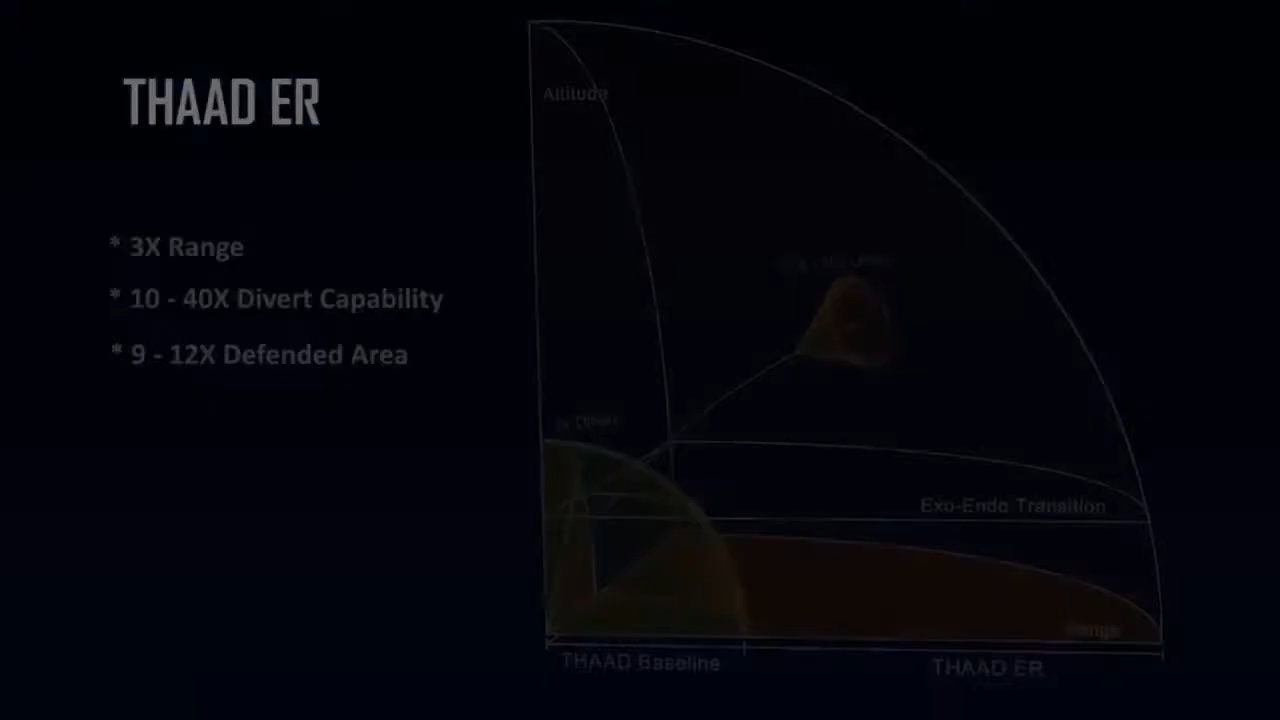 THAAD ER
* 3X Range
* 10 - 40X Divert Capability
* 9 - 12X Defended Area
Altitude
Exo-Endo Transition
Range
THAAD Baseline
THAAD ER